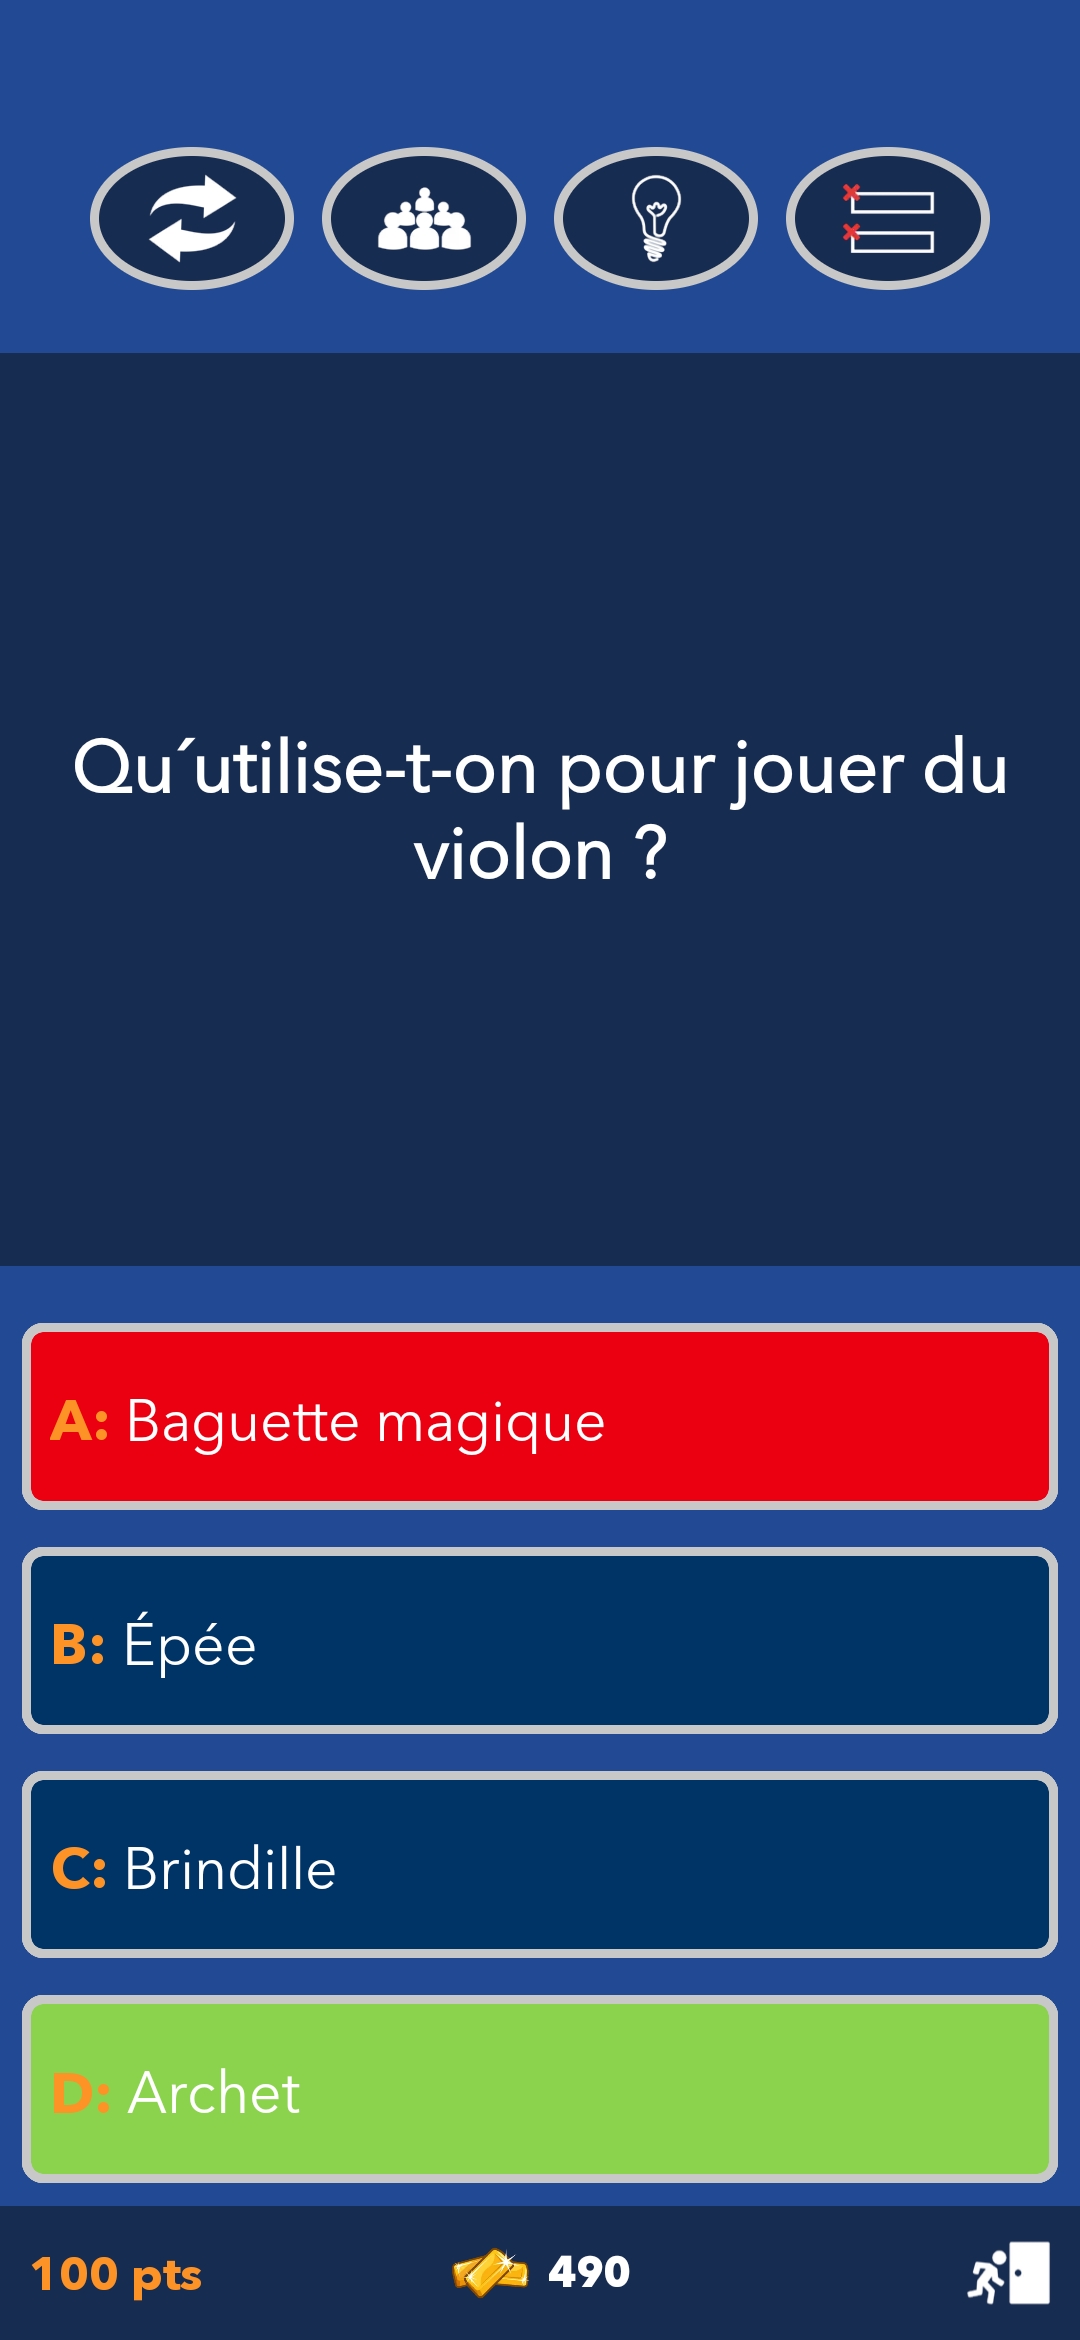 Qu´utilise-t-on pour jouer du
violon ?
A: Baguette magique
B: Épée
C: Brindille
D: Archet
100 pts
490